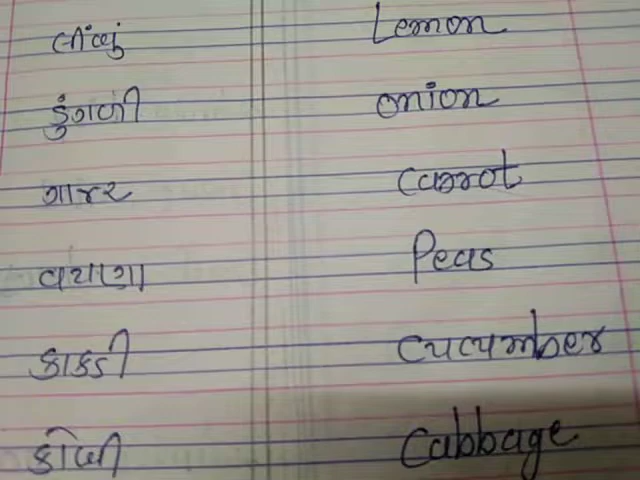 લીંબું Lemon
ડુંગળી onion
ગાજર Carrot
વટાણા Peas
કાકડી Cucumber
કોબી Cabbage